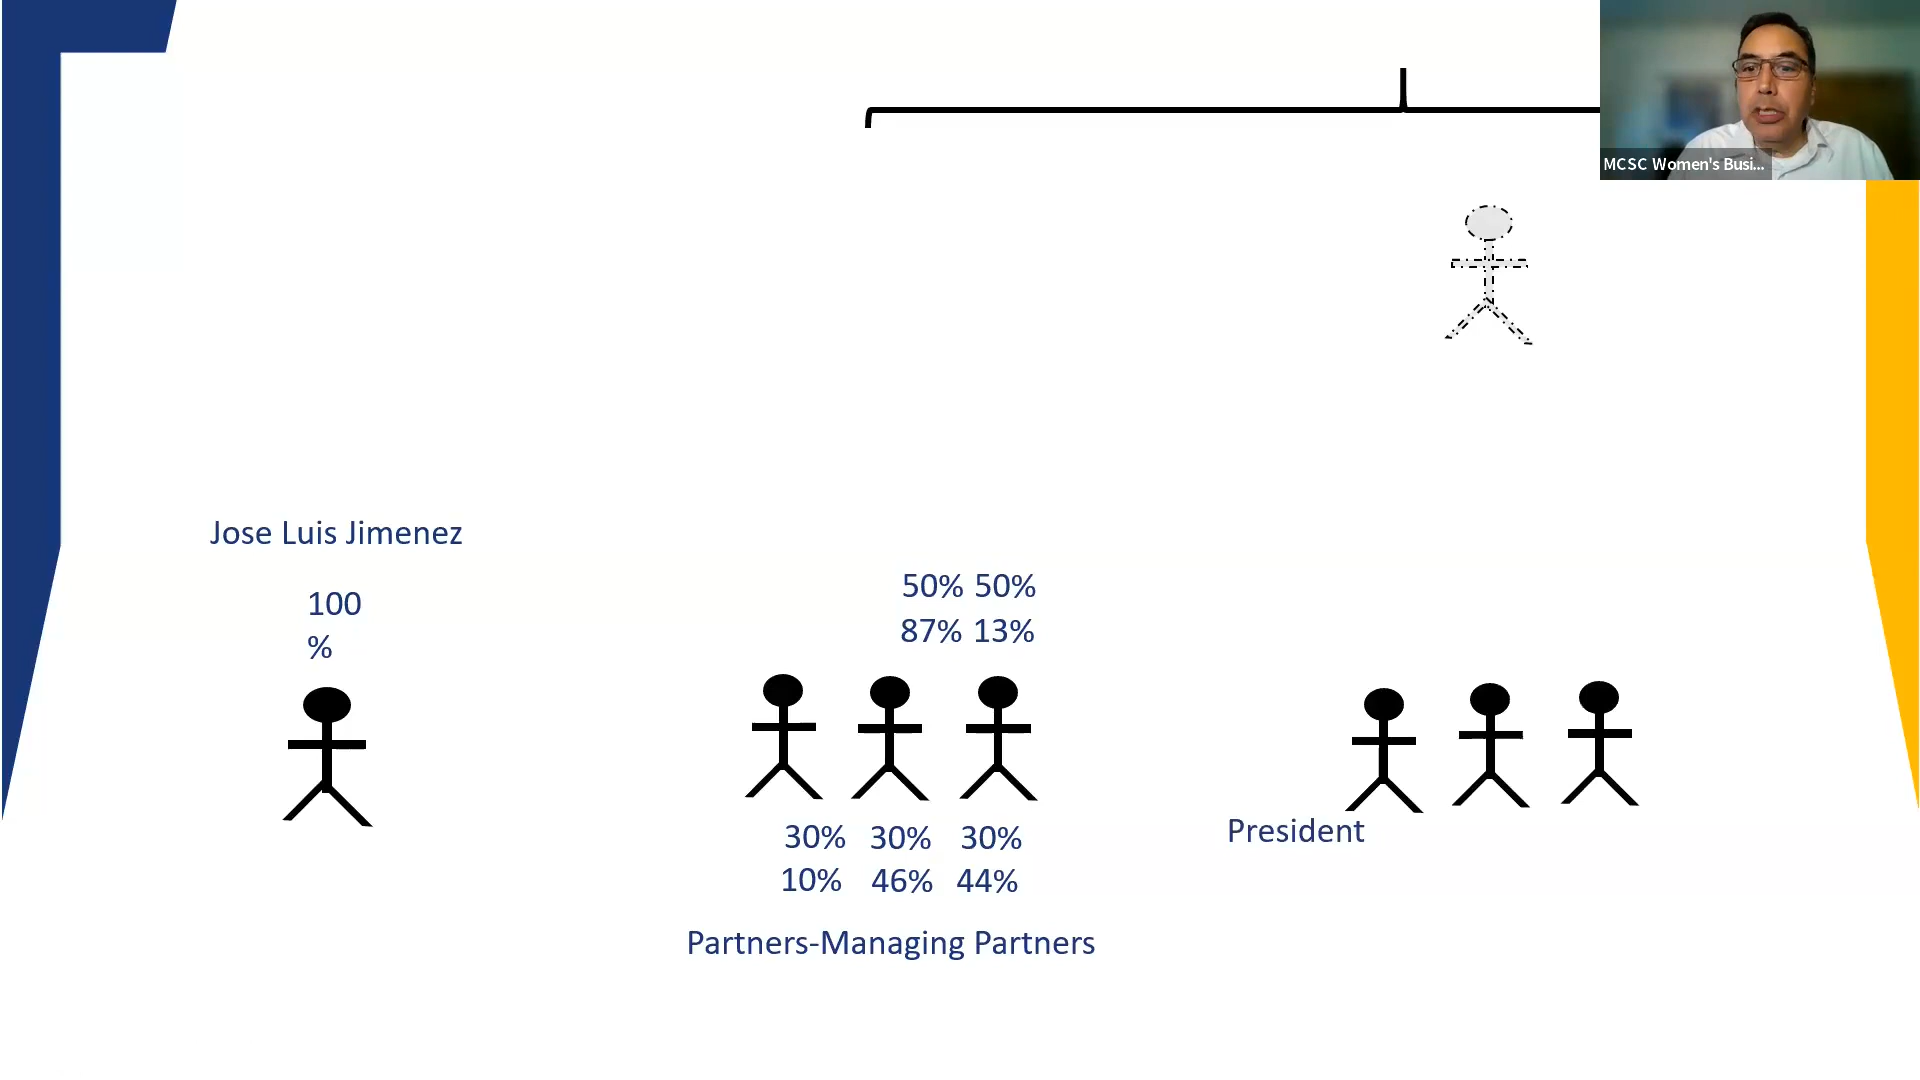 MCSC Women's Busi...
Jose Luis Jimenez
100
%
50% 50%
87% 13%
30% 30% 30%
10% 46% 44%
Partners-Managing Partners
President